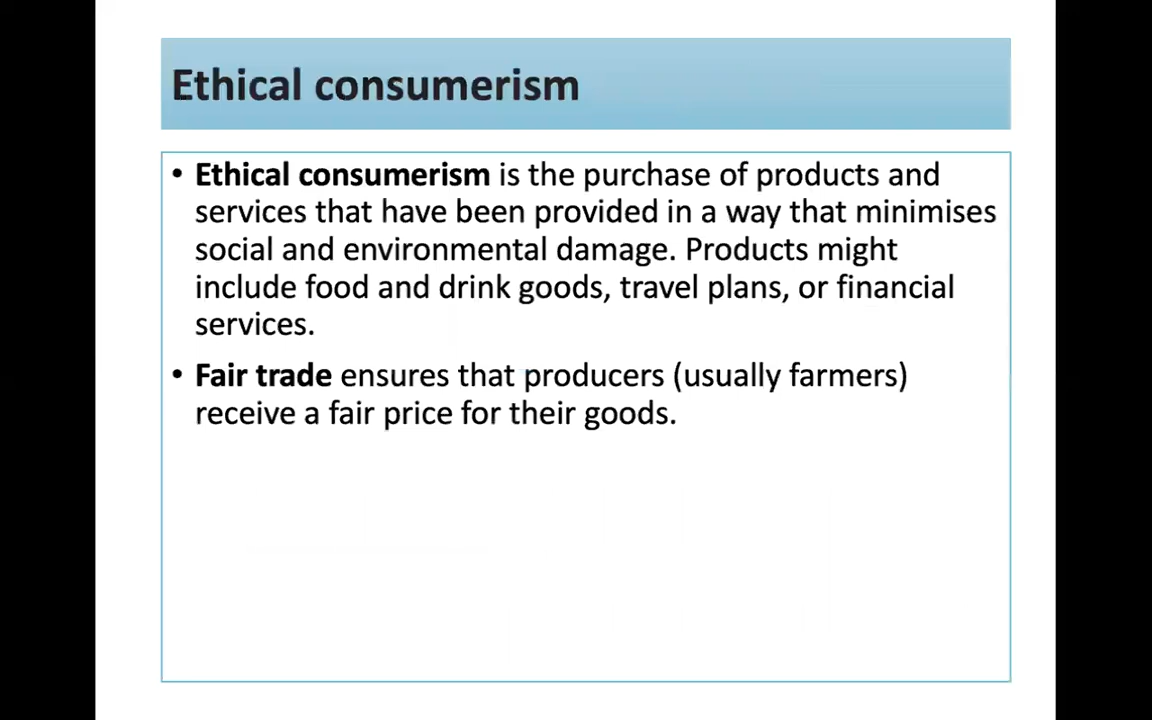 Ethical consumerism
• Ethical consumerism is the purchase of products and
services that have been provided in a way that minimises
social and environmental damage. Products might
include food and drink goods, travel plans, or financial
services.
• Fair trade ensures that producers (usually farmers)
receive a fair price for their goods.